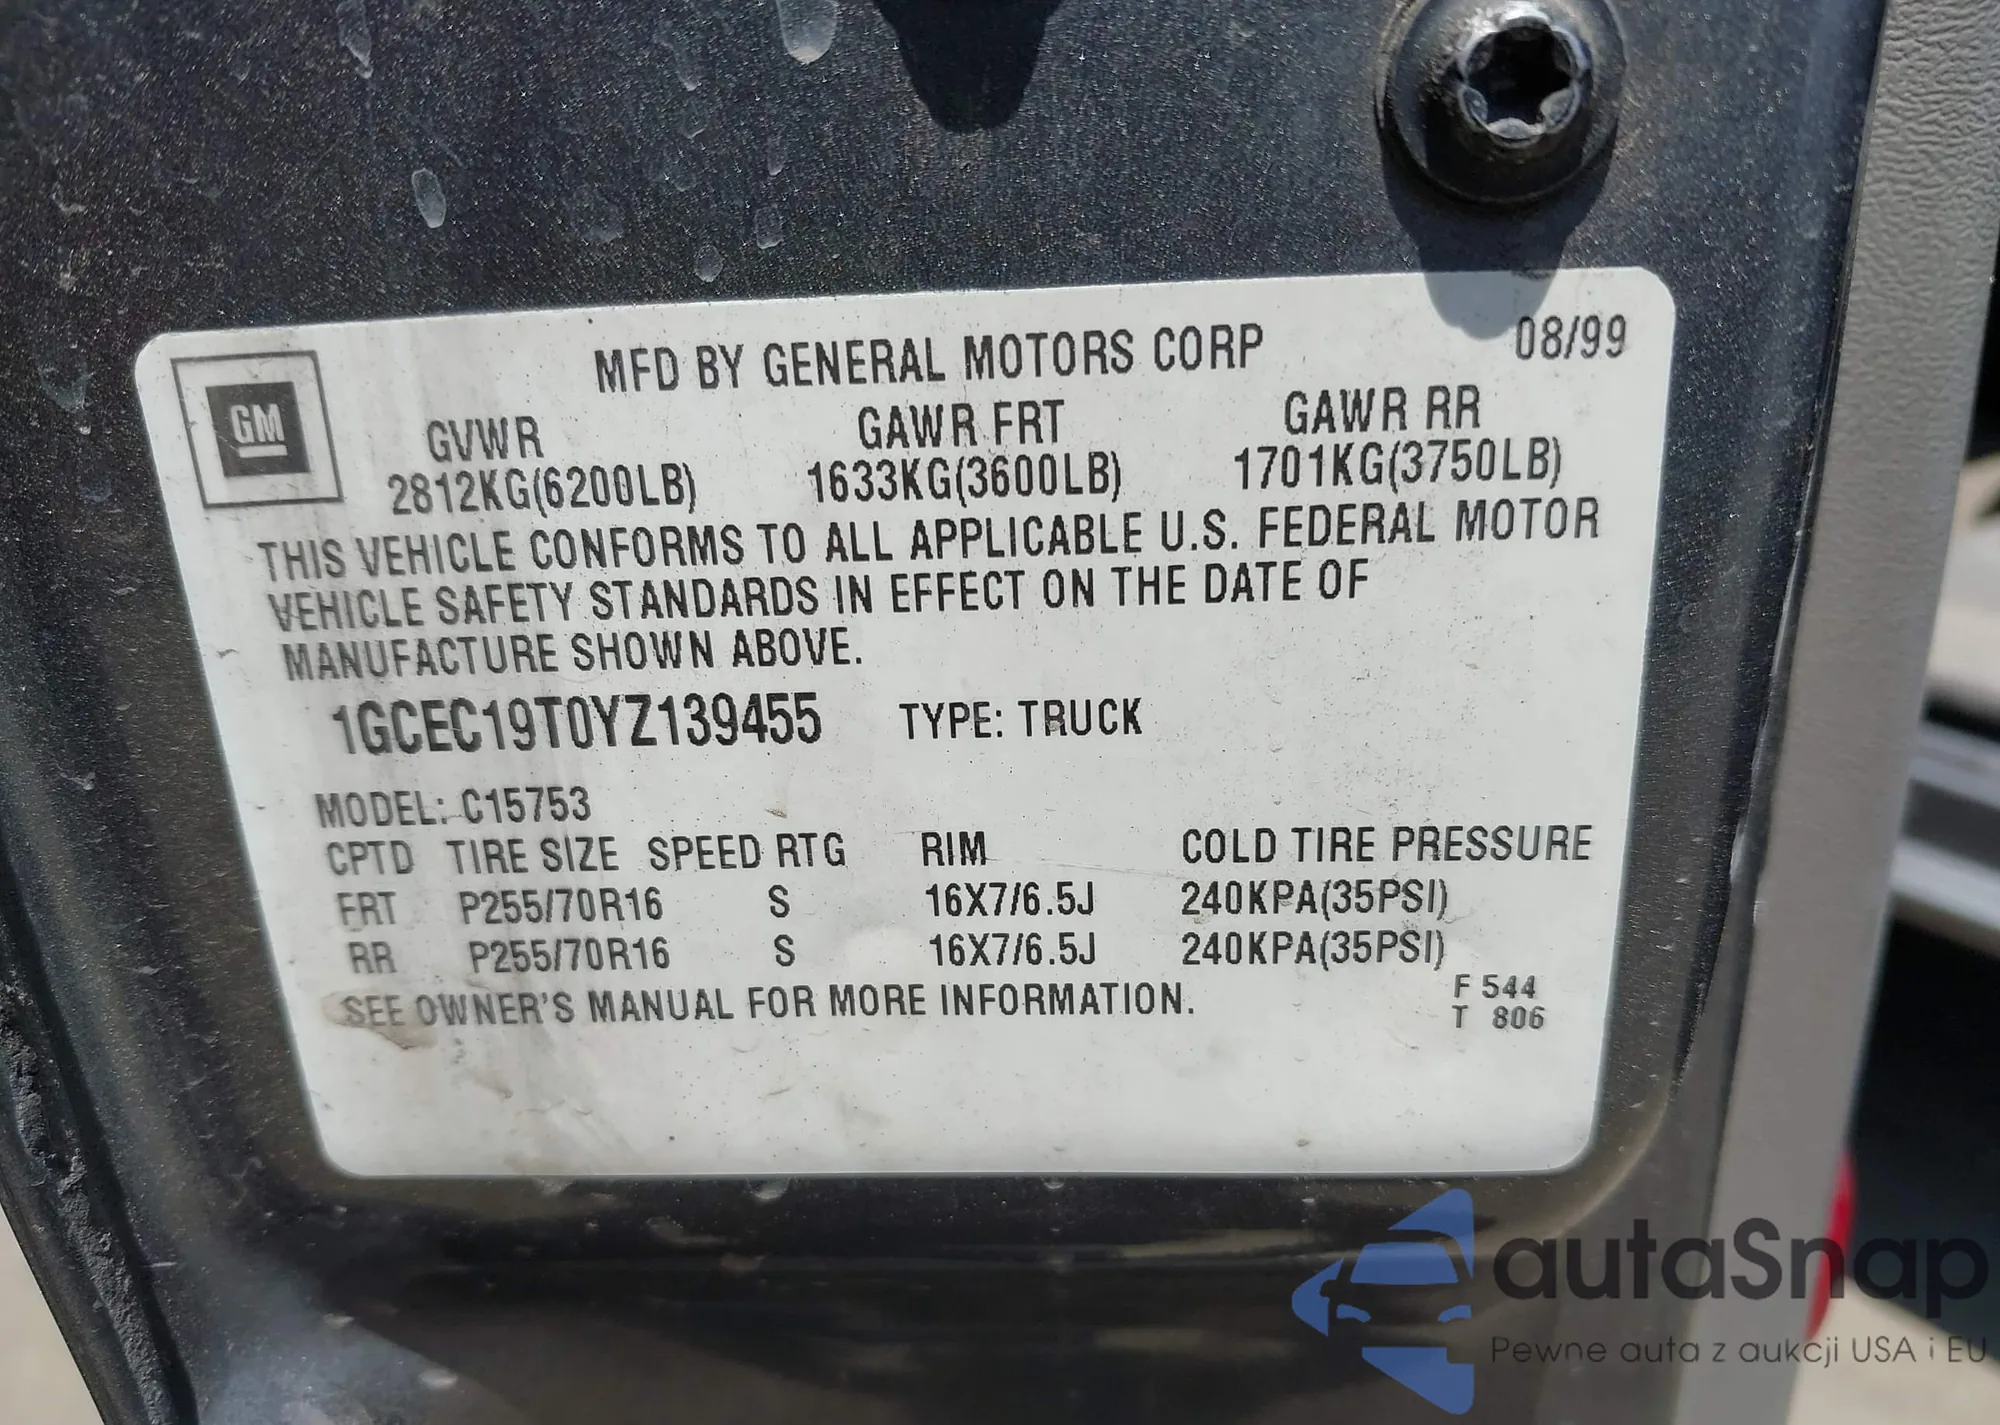 MFD BY GENERAL MOTORS CORP 08/99
GM
GVWR GAWR FRT GAWR RR
2812KG(6200LB) 1633KG(3600LB) 1701KG(3750LB)
THIS VEHICLE CONFORMS TO ALL APPLICABLE U.S. FEDERAL MOTOR
VEHICLE SAFETY STANDARDS IN EFFECT ON THE DATE OF
MANUFACTURE SHOWN ABOVE.
1GCEC19T0YZ139455 TYPE: TRUCK
MODEL: C15753
CPTD TIRE SIZE SPEED RTG RIM COLD TIRE PRESSURE
FRT P255/70R16 S 16X7/6.5J 240KPA(35PSI)
RR P255/70R16 S 16X7/6.5J 240KPA(35PSI)
SEE OWNER'S MANUAL FOR MORE INFORMATION.
F 544
T 806
autaSnap
Pewne auta z aukcji USA i EU